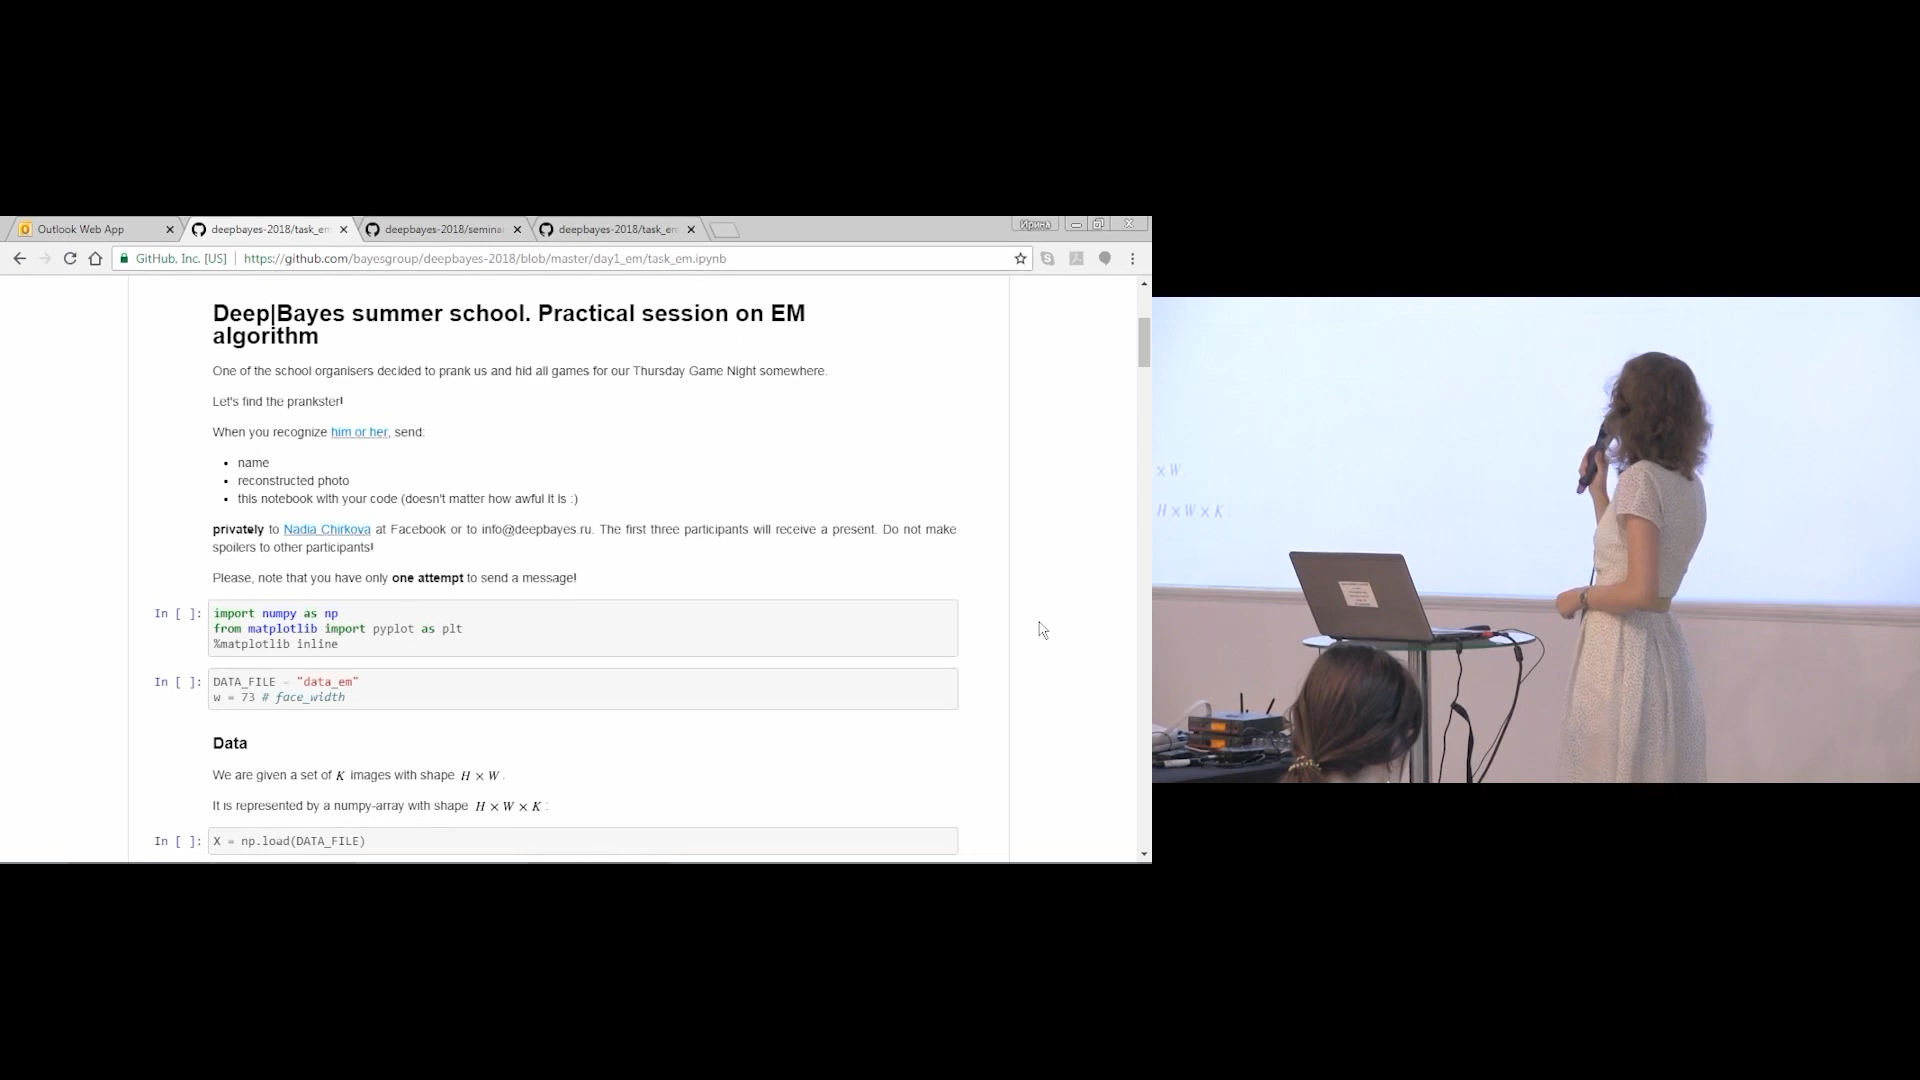 Outlook Web App
deepbayes-2018/task_em
deepbayes-2018/semina
deepbayes-2018/task_em
Ирина
GitHub, Inc. [US]
https://github.com/bayesgroup/deepbayes-2018/blob/master/day1_em/task_em.ipynb
Deep|Bayes summer school. Practical session on EM
algorithm
One of the school organisers decided to prank us and hid all games for our Thursday Game Night somewhere.
Let's find the prankster!
When you recognize him or her, send:
• name
• reconstructed photo
• this notebook with your code (doesn't matter how awful it is :)
privately to Nadia Chirkova at Facebook or to info@deepbayes.ru. The first three participants will receive a present. Do not make
spoilers to other participants!
Please, note that you have only one attempt to send a message!
In [ ]: import numpy as np
from matplotlib import pyplot as plt
%matplotlib inline
In [ ]: DATA_FILE = "data_em"
w = 73 # face_width
Data
We are given a set of K images with shape H × W .
It is represented by a numpy-array with shape H × W × K :
In [ ]: X = np.load(DATA_FILE)
× W
H × W × K